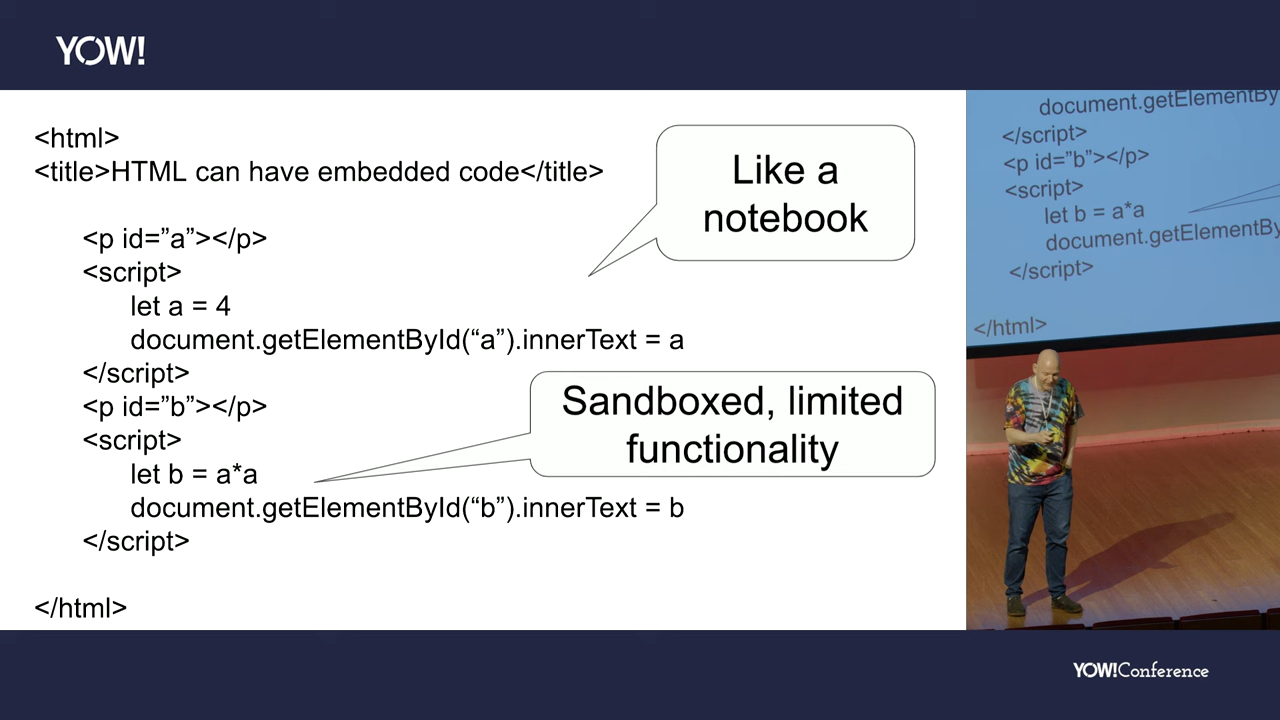 YOW!
<html>
<title>HTML can have embedded code</title>
Like a
notebook
<p id=”a”></p>
<script>
let a = 4
document.getElementById(“a”).innerText = a
</script>
<p id=”b”></p>
<script>
Sandboxed, limited
functionality
let b = a*a
document.getElementById(“b”).innerText = b
</script>
</html>
document.getElementBy
</script>
<p id=”b”></p>
<script>
let b = a*a
document.getElementBy
</script>
</html>
YOW!Conference